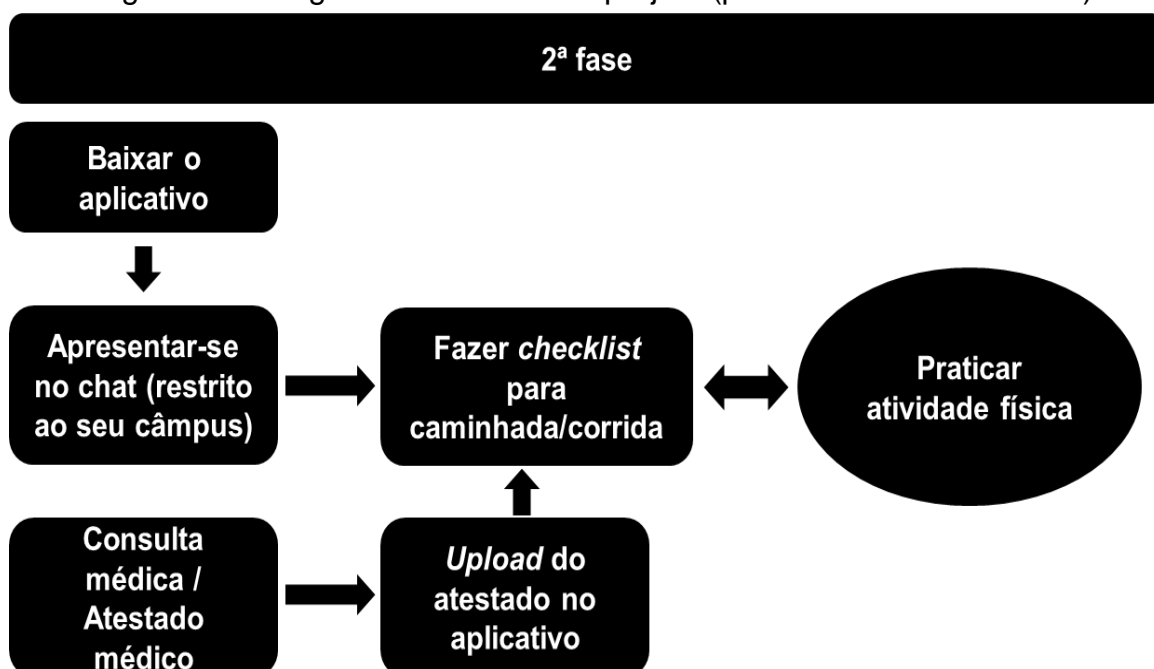 2ª fase
Baixar o
aplicativo
Apresentar-se
no chat (restrito
ao seu câmpus)
Fazer checklist
para
caminhada/corrida
Praticar
atividade física
Consulta
médica /
Atestado
médico
Upload do
atestado no
aplicativo